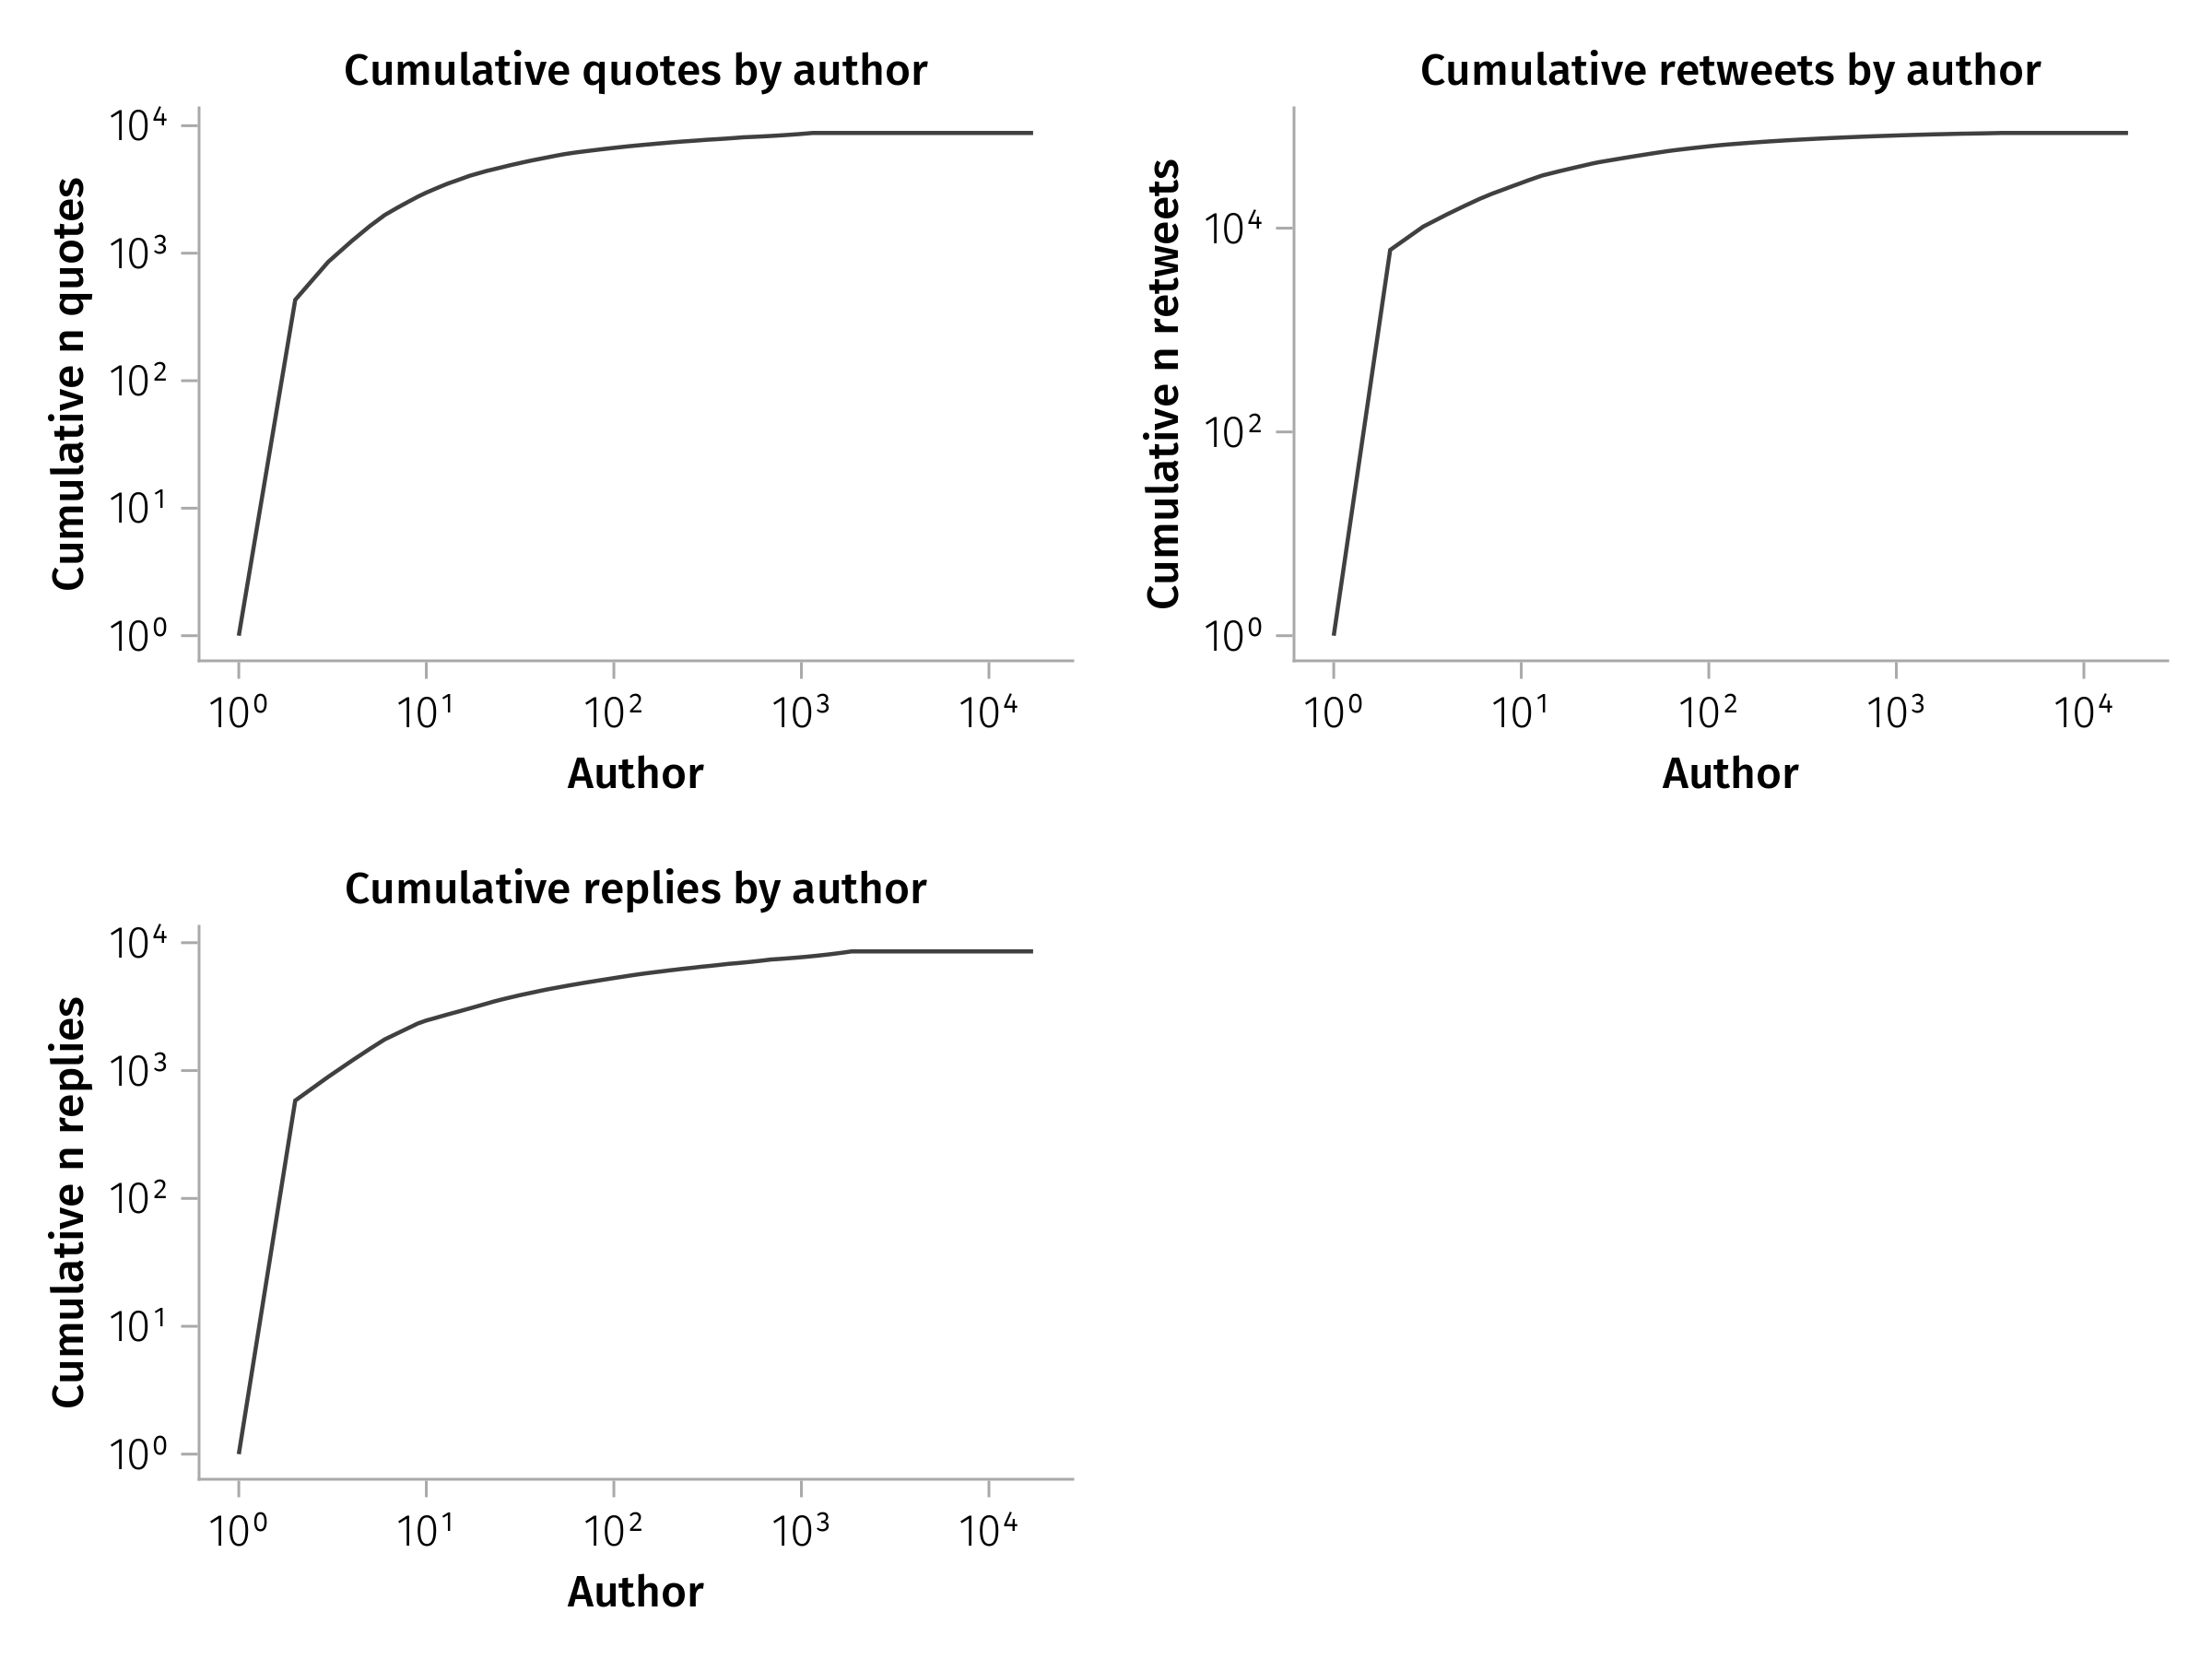 Cumulative quotes by author
Cumulative n quotes
10⁴
10³
10²
10¹
10⁰
10⁰ 10¹ 10² 10³ 10⁴
Author
Cumulative retweets by author
Cumulative n retweets
10⁴
10²
10⁰
10⁰ 10¹ 10² 10³ 10⁴
Author
Cumulative replies by author
Cumulative n replies
10⁴
10³
10²
10¹
10⁰
10⁰ 10¹ 10² 10³ 10⁴
Author